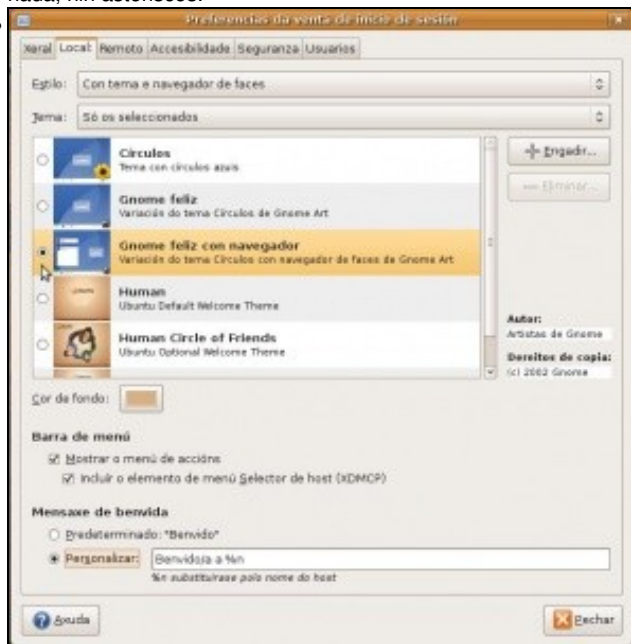 nada, nin asteriscos.
Preferencias da venta de inicio de sesión
Xeral Local Remoto Accesibilidade Seguranza Usuarios
Estilo: Con tema e navegador de faces
Tema: Só os seleccionados
Círculos
Tema con círculos azuis
Engadir...
Eliminar...
Gnome feliz
Variación do tema Círculos de Gnome Art
Gnome feliz con navegador
Variación do tema Círculos con navegador de faces de Gnome Art
Human
Ubuntu Default Welcome Theme
Human Circle of Friends
Ubuntu Optional Welcome Theme
Autor:
Artistas de Gnome
Dereitos de copia:
(c) 2002 Gnome
Cor de fondo:
Barra de menú
Mostrar o menú de accións
Incluír o elemento de menú Selector de host (XDMCP)
Mensaxe de benvida
Predeterminado: "Benvido"
Personalizar: Benvido/a a %n
%n substituirase polo nome do host
Axuda
Pechar